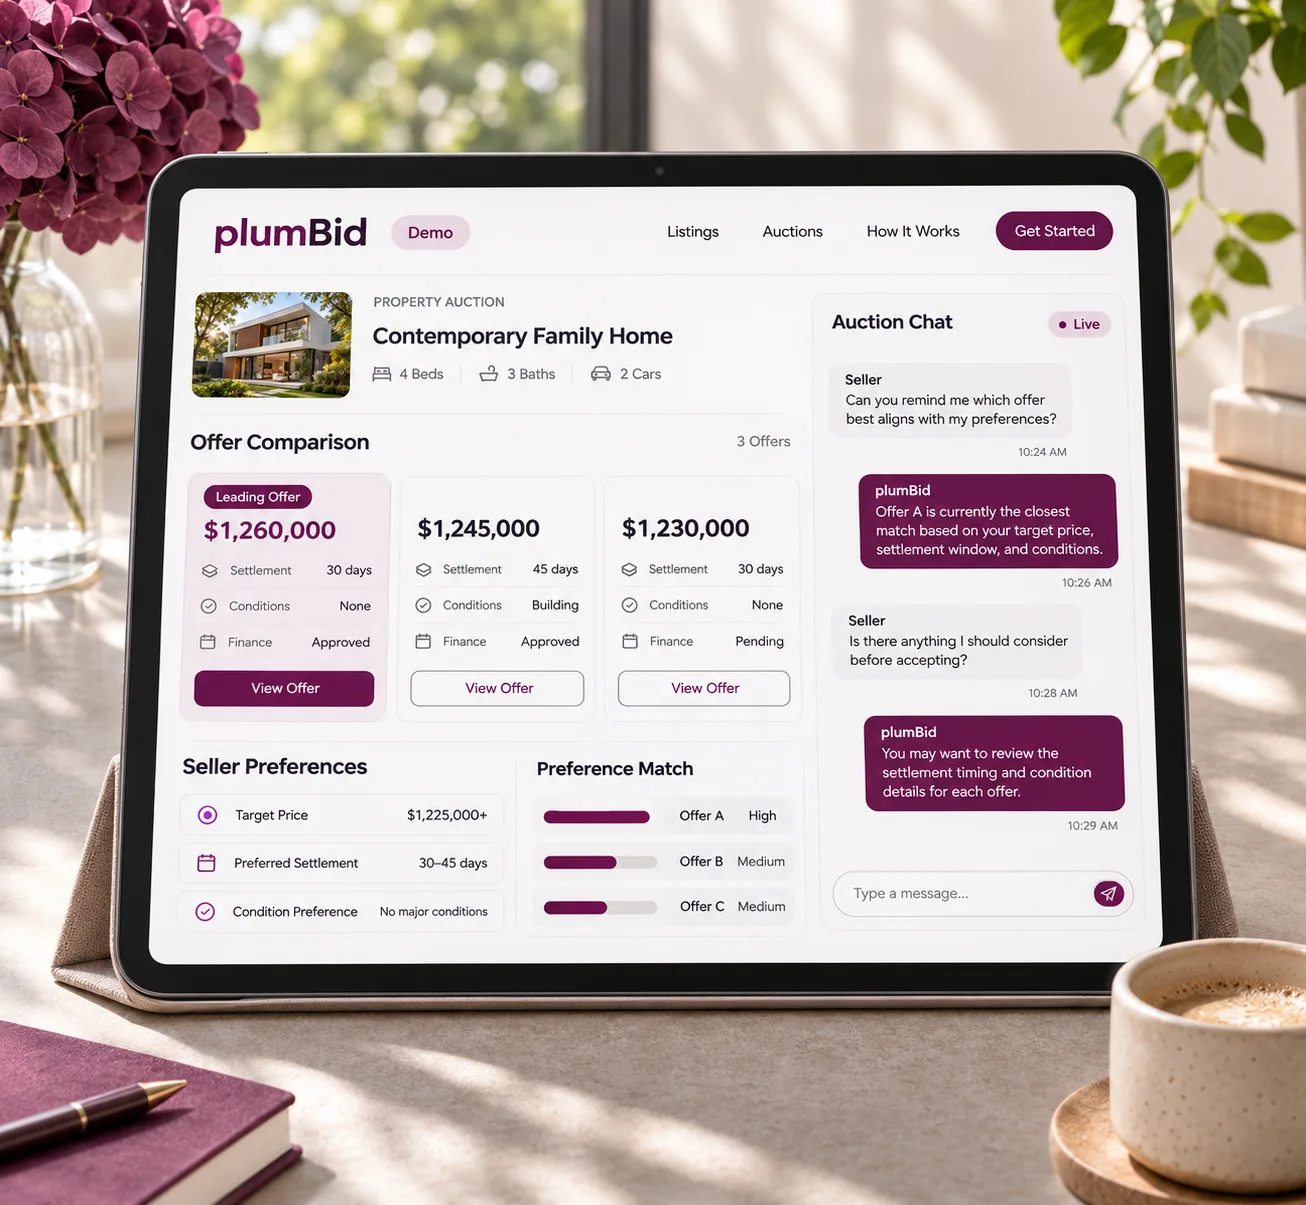 plumBid
Demo
Listings
Auctions
How It Works
Get Started
PROPERTY AUCTION
Contemporary Family Home
4 Beds
3 Baths
2 Cars
Offer Comparison
3 Offers
Leading Offer
$1,260,000
Settlement 30 days
Conditions None
Finance Approved
View Offer
$1,245,000
Settlement 45 days
Conditions Building
Finance Approved
View Offer
$1,230,000
Settlement 30 days
Conditions None
Finance Pending
View Offer
Seller Preferences
Target Price $1,225,000+
Preferred Settlement 30–45 days
Condition Preference No major conditions
Preference Match
Offer A High
Offer B Medium
Offer C Medium
Auction Chat
Live
Seller
Can you remind me which offer
best aligns with my preferences?
10:24 AM
plumBid
Offer A is currently the closest
match based on your target price,
settlement window, and conditions.
10:26 AM
Seller
Is there anything I should consider
before accepting?
10:28 AM
plumBid
You may want to review the
settlement timing and condition
details for each offer.
10:29 AM
Type a message...